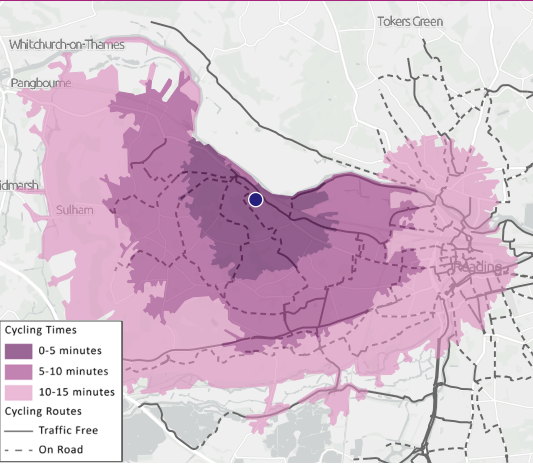 Tokers Green
Whitchurch-on-Thames
Pangbourne
idmarsh
Sulham
Reading
Cycling Times
0-5 minutes
5-10 minutes
10-15 minutes
Cycling Routes
Traffic Free
On Road